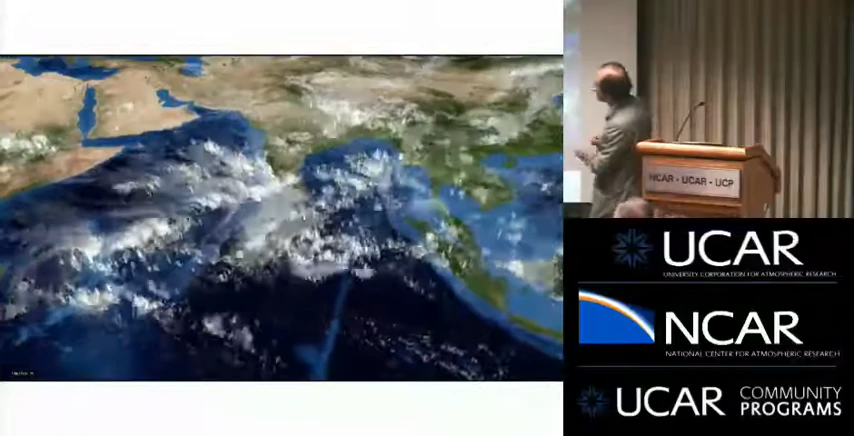 NCAR - UCAR - UCP
UCAR
UNIVERSITY CORPORATION FOR ATMOSPHERIC RESEARCH
NCAR
NATIONAL CENTER FOR ATMOSPHERIC RESEARCH
UCAR COMMUNITY PROGRAMS